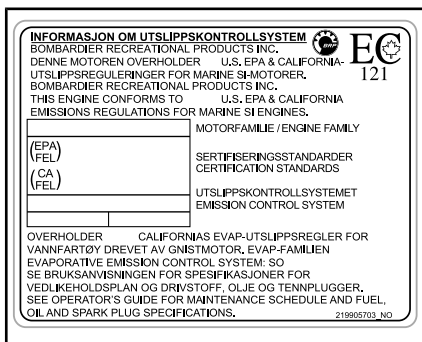 INFORMASJON OM UTSLIPPSKONTROLLSYSTEM
BOMBARDIER RECREATIONAL PRODUCTS INC.
DENNE MOTOREN OVERHOLDER U.S. EPA & CALIFORNIA-
UTSLIPPSREGULERINGER FOR MARINE SI-MOTORER.
BOMBARDIER RECREATIONAL PRODUCTS INC.
THIS ENGINE CONFORMS TO U.S. EPA & CALIFORNIA
EMISSIONS REGULATIONS FOR MARINE SI ENGINES.
BRP
EC
121
MOTORFAMILIE / ENGINE FAMILY
(EPA
FEL)
(CA
FEL)
SERTIFISERINGSSTANDARDER
CERTIFICATION STANDARDS
UTSLIPPSKONTROLLSYSTEMET
EMISSION CONTROL SYSTEM
OVERHOLDER CALIFORNIAS EVAP-UTSLIPPSREGLER FOR
VANNFARTØY DREVET AV GNISTMOTOR. EVAP-FAMILIEN
EVAPORATIVE EMISSION CONTROL SYSTEM: SO
SE BRUKSANVISNINGEN FOR SPESIFIKASJONER FOR
VEDLIKEHOLDSPLAN OG DRIVSTOFF, OLJE OG TENNPLUGGER.
SEE OPERATOR'S GUIDE FOR MAINTENANCE SCHEDULE AND FUEL,
OIL AND SPARK PLUG SPECIFICATIONS.
219905703_NO